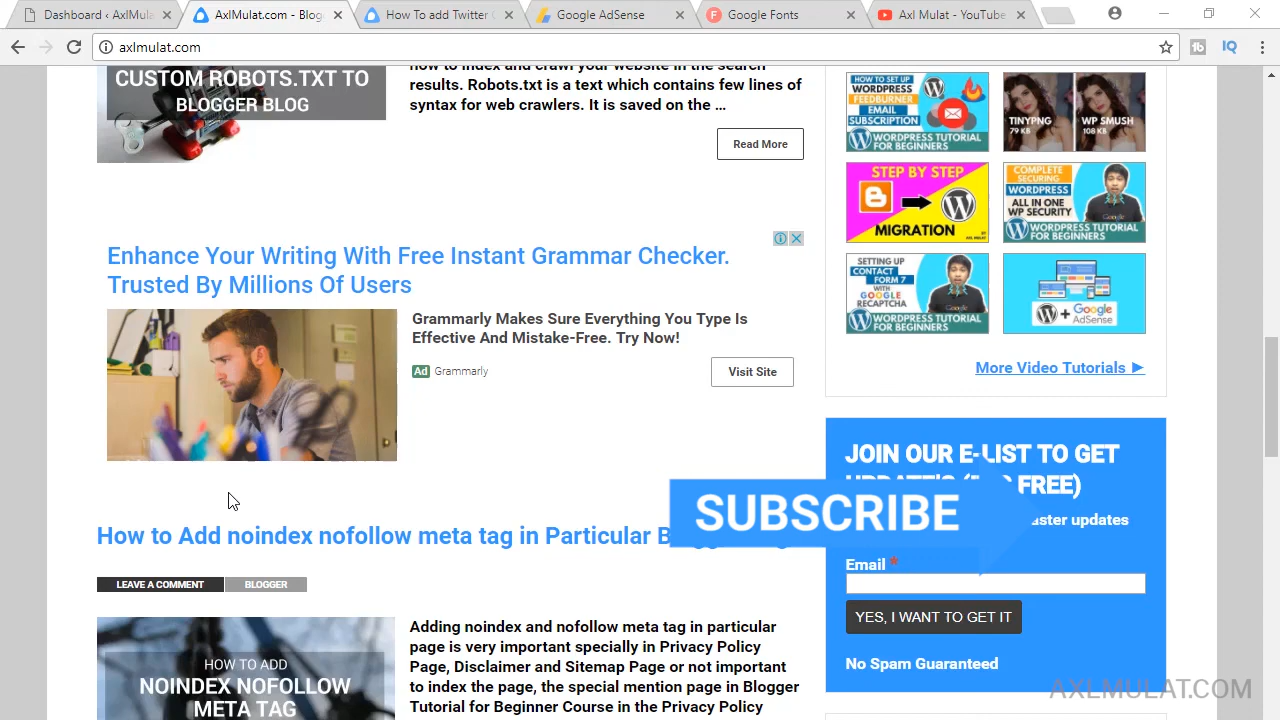 Dashboard ‹ AxlMulat
AxlMulat.com - Blog
How To add Twitter
Google AdSense
Google Fonts
Axl Mulat - YouTube
axlmulat.com
how to index and crawl your website in the search
results. Robots.txt is a text which contains few lines of
syntax for web crawlers. It is saved on the ...
Read More
CUSTOM ROBOTS.TXT TO
BLOGGER BLOG
Enhance Your Writing With Free Instant Grammar Checker.
Trusted By Millions Of Users
Grammarly Makes Sure Everything You Type Is
Effective And Mistake-Free. Try Now!
Ad Grammarly
Visit Site
How to Add noindex nofollow meta tag in Particular
LEAVE A COMMENT
BLOGGER
HOW TO ADD
NOINDEX NOFOLLOW
META TAG
Adding noindex and nofollow meta tag in particular
page is very important specially in Privacy Policy
Page, Disclaimer and Sitemap Page or not important
to index the page, the special mention page in Blogger
Tutorial for Beginner Course in the Privacy Policy
HOW TO SET UP
WORDPRESS
FEEDBURNER
EMAIL
SUBSCRIPTION
WORDPRESS TUTORIAL
FOR BEGINNERS
TINYPNG
79 KB
WP SMUSH
108 KB
STEP BY STEP
MIGRATION
BY
AXL MULAT
COMPLETE
SECURING
WORDPRESS
ALL IN ONE
WP SECURITY
Google
WORDPRESS TUTORIAL
FOR BEGINNERS
SETTING UP
CONTACT
FORM 7
WITH GOOGLE
RECAPTCHA
Google
WORDPRESS TUTORIAL
FOR BEGINNERS
+ Google
AdSense
More Video Tutorials ►
JOIN OUR E-LIST TO GET
FREE)
SUBSCRIBE
updates
Email *
YES, I WANT TO GET IT
No Spam Guaranteed
AXLMULAT.COM